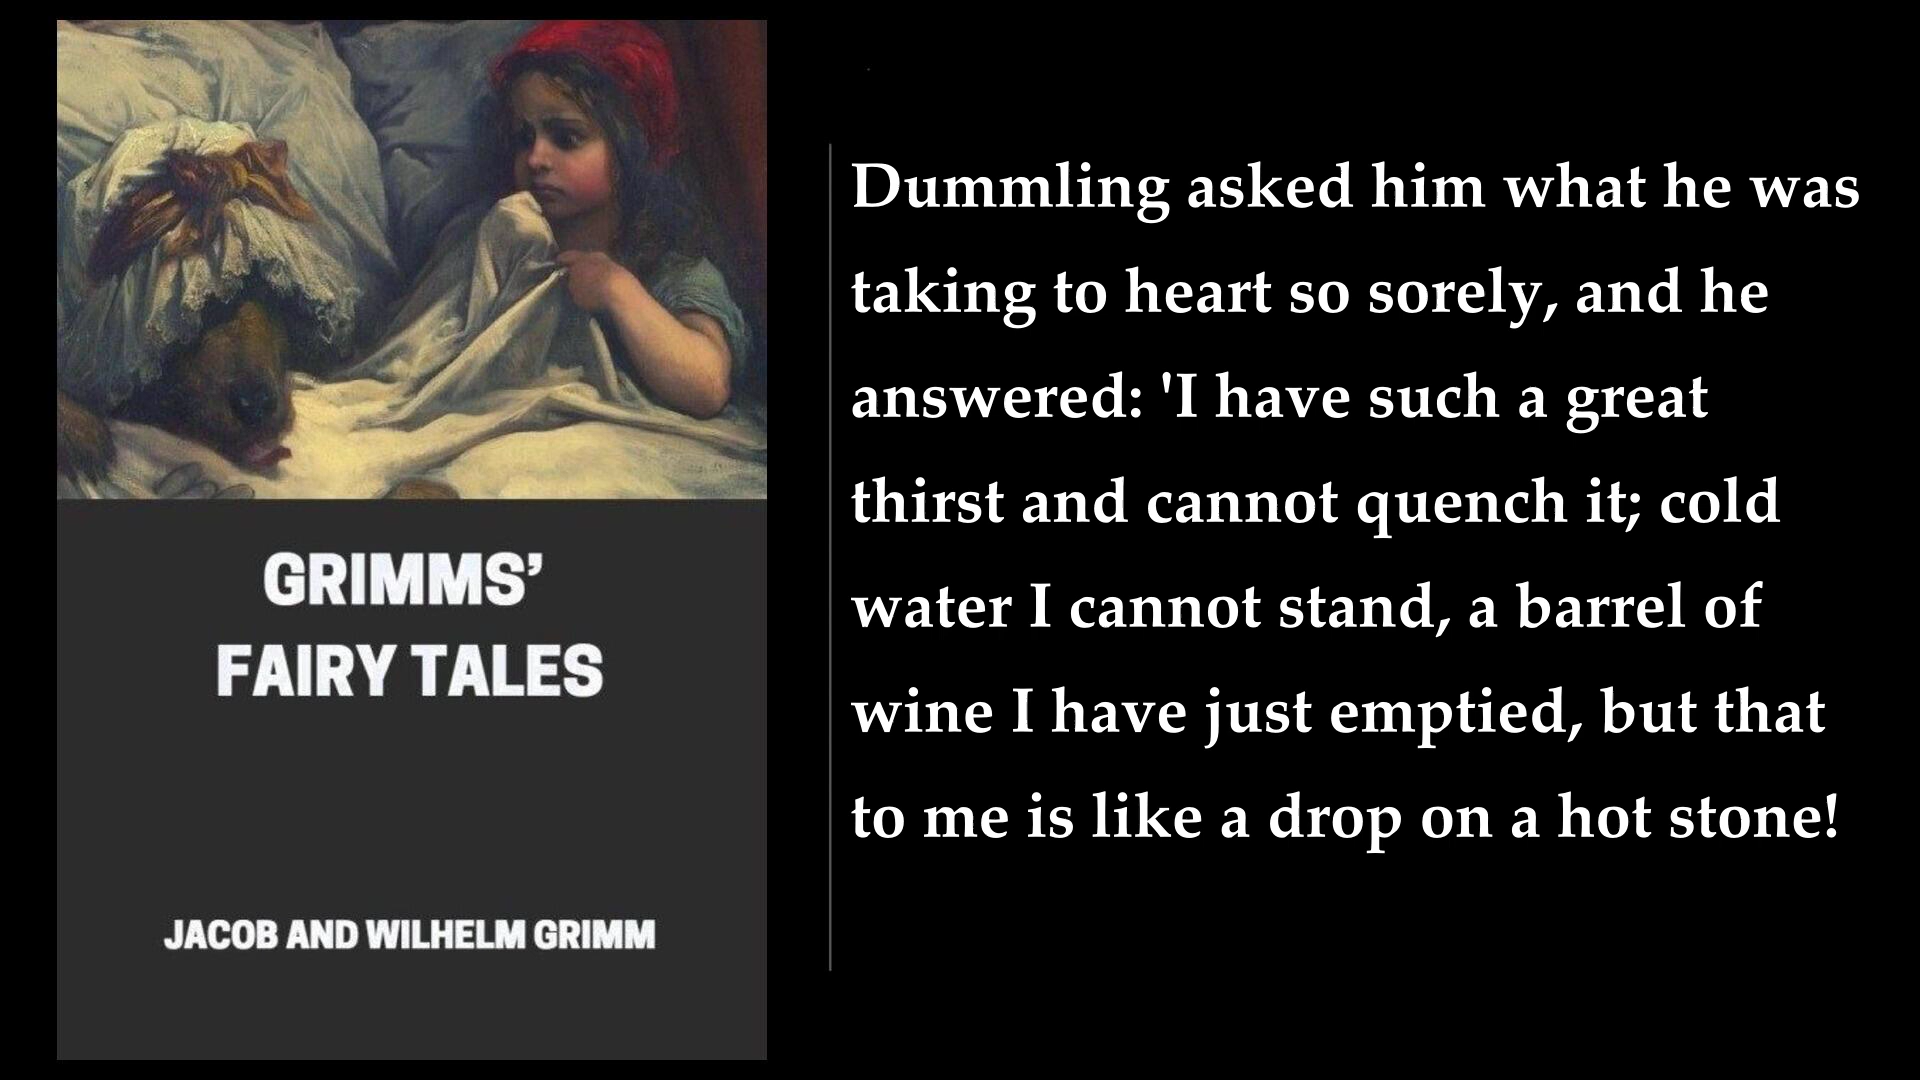 GRIMMS’
FAIRY TALES
JACOB AND WILHELM GRIMM
Dummling asked him what he was
taking to heart so sorely, and he
answered: 'I have such a great
thirst and cannot quench it; cold
water I cannot stand, a barrel of
wine I have just emptied, but that
to me is like a drop on a hot stone!